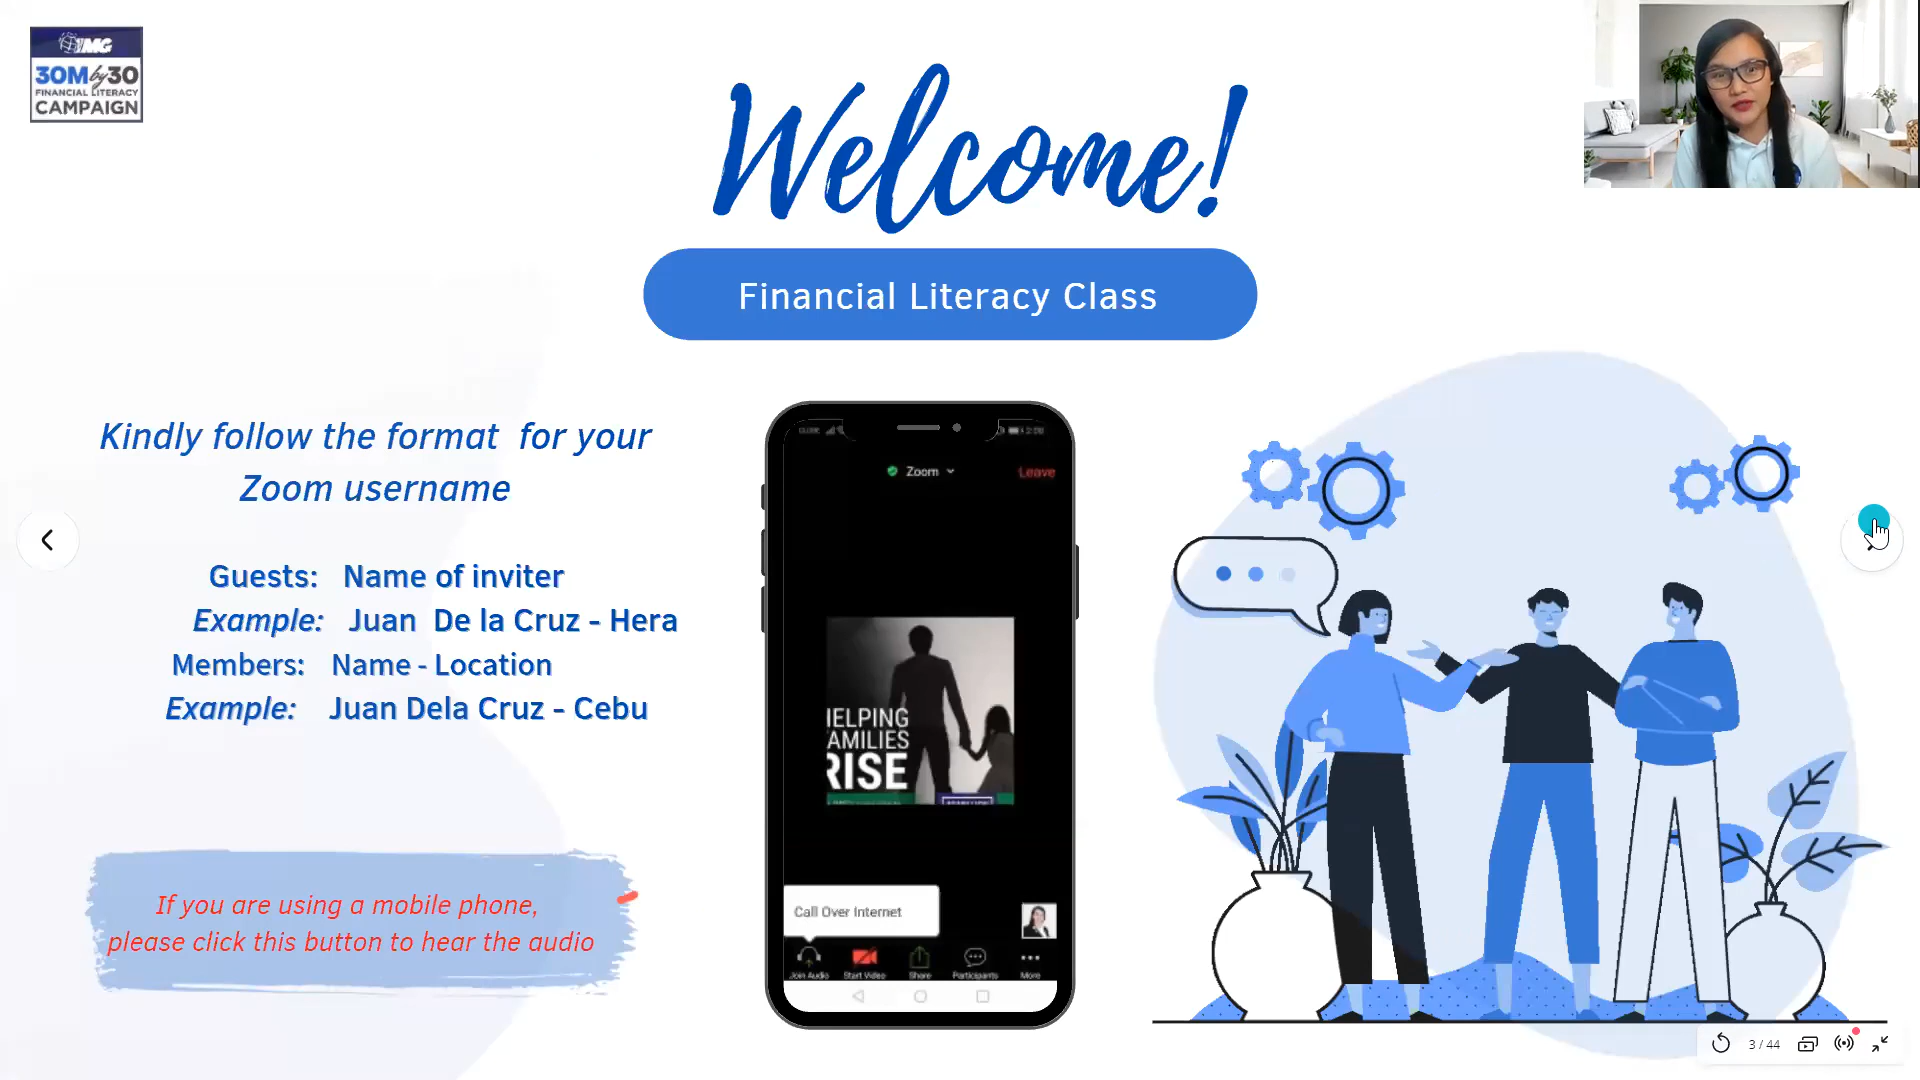 IMG
30M by 30
FINANCIAL LITERACY
CAMPAIGN
Welcome!
Financial Literacy Class
Kindly follow the format for your
Zoom username
Guests: Name of inviter
Example: Juan De la Cruz - Hera
Members: Name - Location
Example: Juan Dela Cruz - Cebu
If you are using a mobile phone,
please click this button to hear the audio
Zoom
Leave
HELPING
FAMILIES
RISE
Call Over Internet
Join Audio
Start Video
Share
Participants
More
3 / 44